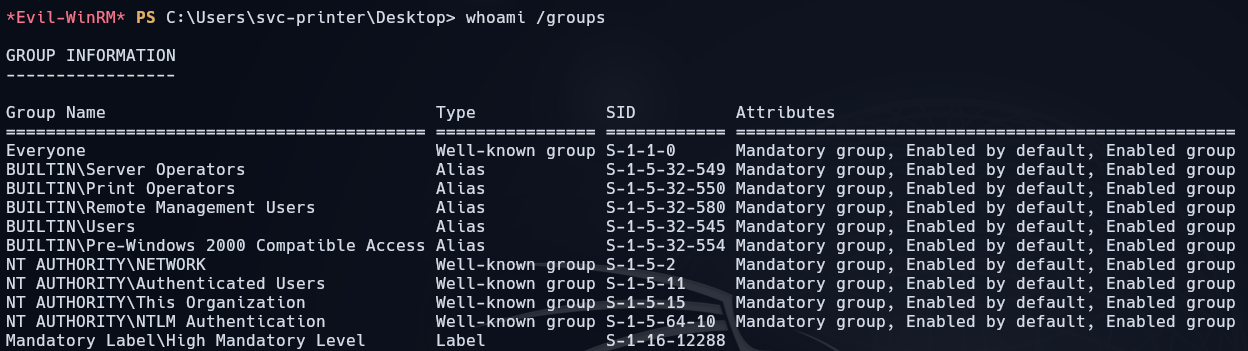 *Evil-WinRM* PS C:\Users\svc-printer\Desktop> whoami /groups
GROUP INFORMATION
-----------------
Group Name                                 Type             SID          Attributes
========================================== ================ ============ ==================================================
Everyone                                   Well-known group S-1-1-0      Mandatory group, Enabled by default, Enabled group
BUILTIN\Server Operators                   Alias            S-1-5-32-549 Mandatory group, Enabled by default, Enabled group
BUILTIN\Print Operators                    Alias            S-1-5-32-550 Mandatory group, Enabled by default, Enabled group
BUILTIN\Remote Management Users            Alias            S-1-5-32-580 Mandatory group, Enabled by default, Enabled group
BUILTIN\Users                              Alias            S-1-5-32-545 Mandatory group, Enabled by default, Enabled group
BUILTIN\Pre-Windows 2000 Compatible Access Alias            S-1-5-32-554 Mandatory group, Enabled by default, Enabled group
NT AUTHORITY\NETWORK                       Well-known group S-1-5-2      Mandatory group, Enabled by default, Enabled group
NT AUTHORITY\Authenticated Users           Well-known group S-1-5-11     Mandatory group, Enabled by default, Enabled group
NT AUTHORITY\This Organization             Well-known group S-1-5-15     Mandatory group, Enabled by default, Enabled group
NT AUTHORITY\NTLM Authentication           Well-known group S-1-5-64-10  Mandatory group, Enabled by default, Enabled group
Mandatory Label\High Mandatory Level       Label            S-1-16-12288